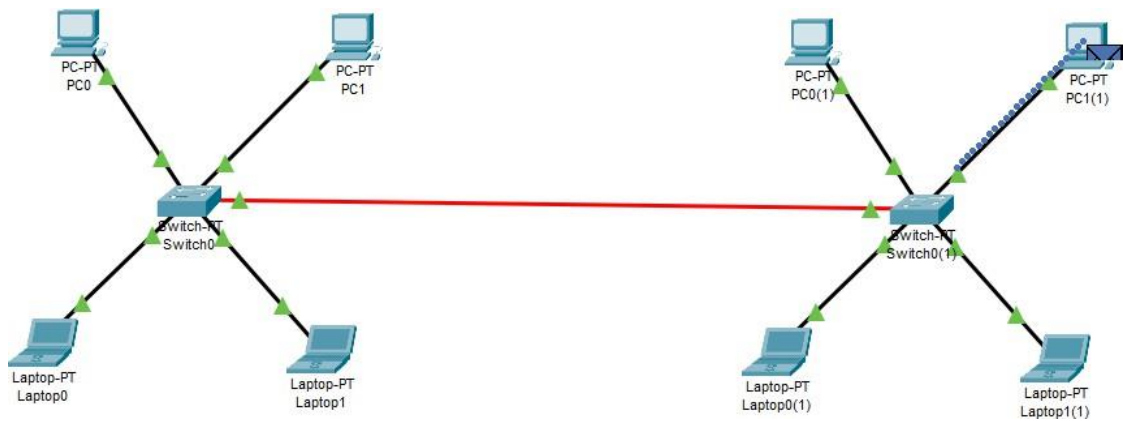 PC-PT
PC0
PC-PT
PC1
PC-PT
PC0(1)
PC-PT
PC1(1)
Switch-PT
Switch0
Switch-PT
Switch0(1)
Laptop-PT
Laptop0
Laptop-PT
Laptop1
Laptop-PT
Laptop0(1)
Laptop-PT
Laptop1(1)